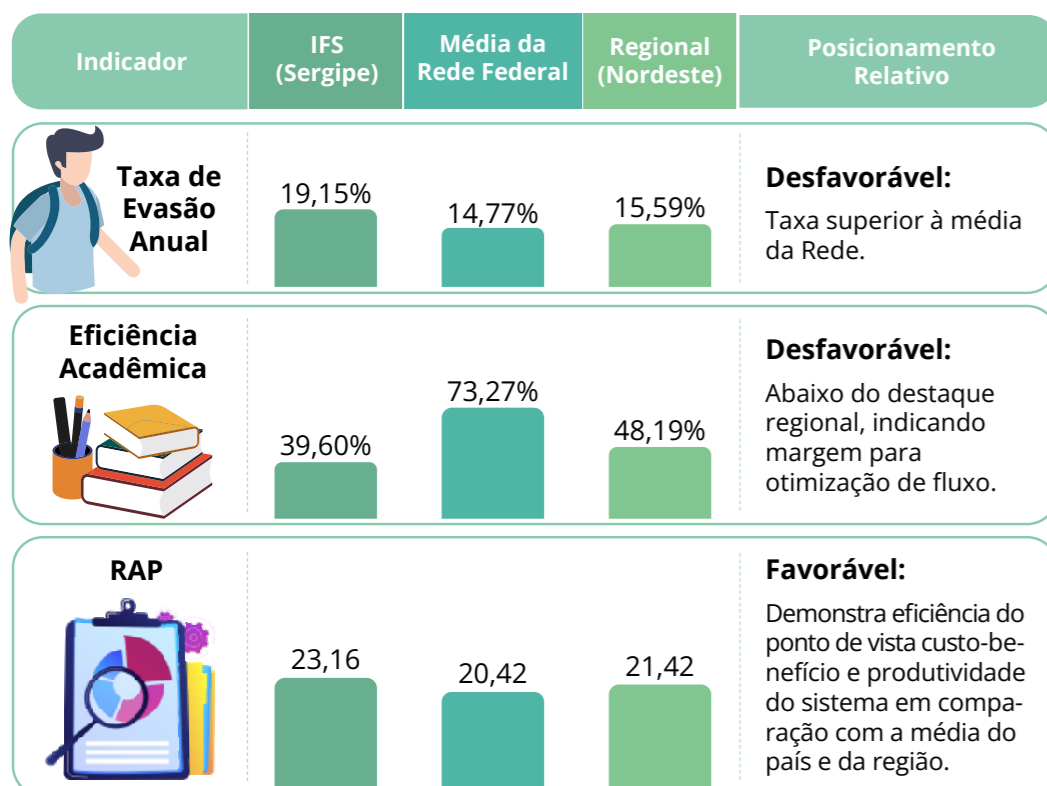 Indicador
IFS
(Sergipe)
Média da
Rede Federal
Regional
(Nordeste)
Posicionamento
Relativo
Taxa de
Evasão
Anual
19,15%
14,77%
15,59%
Desfavorável:
Taxa superior à média
da Rede.
Eficiência
Acadêmica
39,60%
73,27%
48,19%
Desfavorável:
Abaixo do destaque
regional, indicando
margem para
otimização de fluxo.
RAP
23,16
20,42
21,42
Favorável:
Demonstra eficiência do
ponto de vista custo-be-
nefício e produtividade
do sistema em compa-
ração com a média do
país e da região.